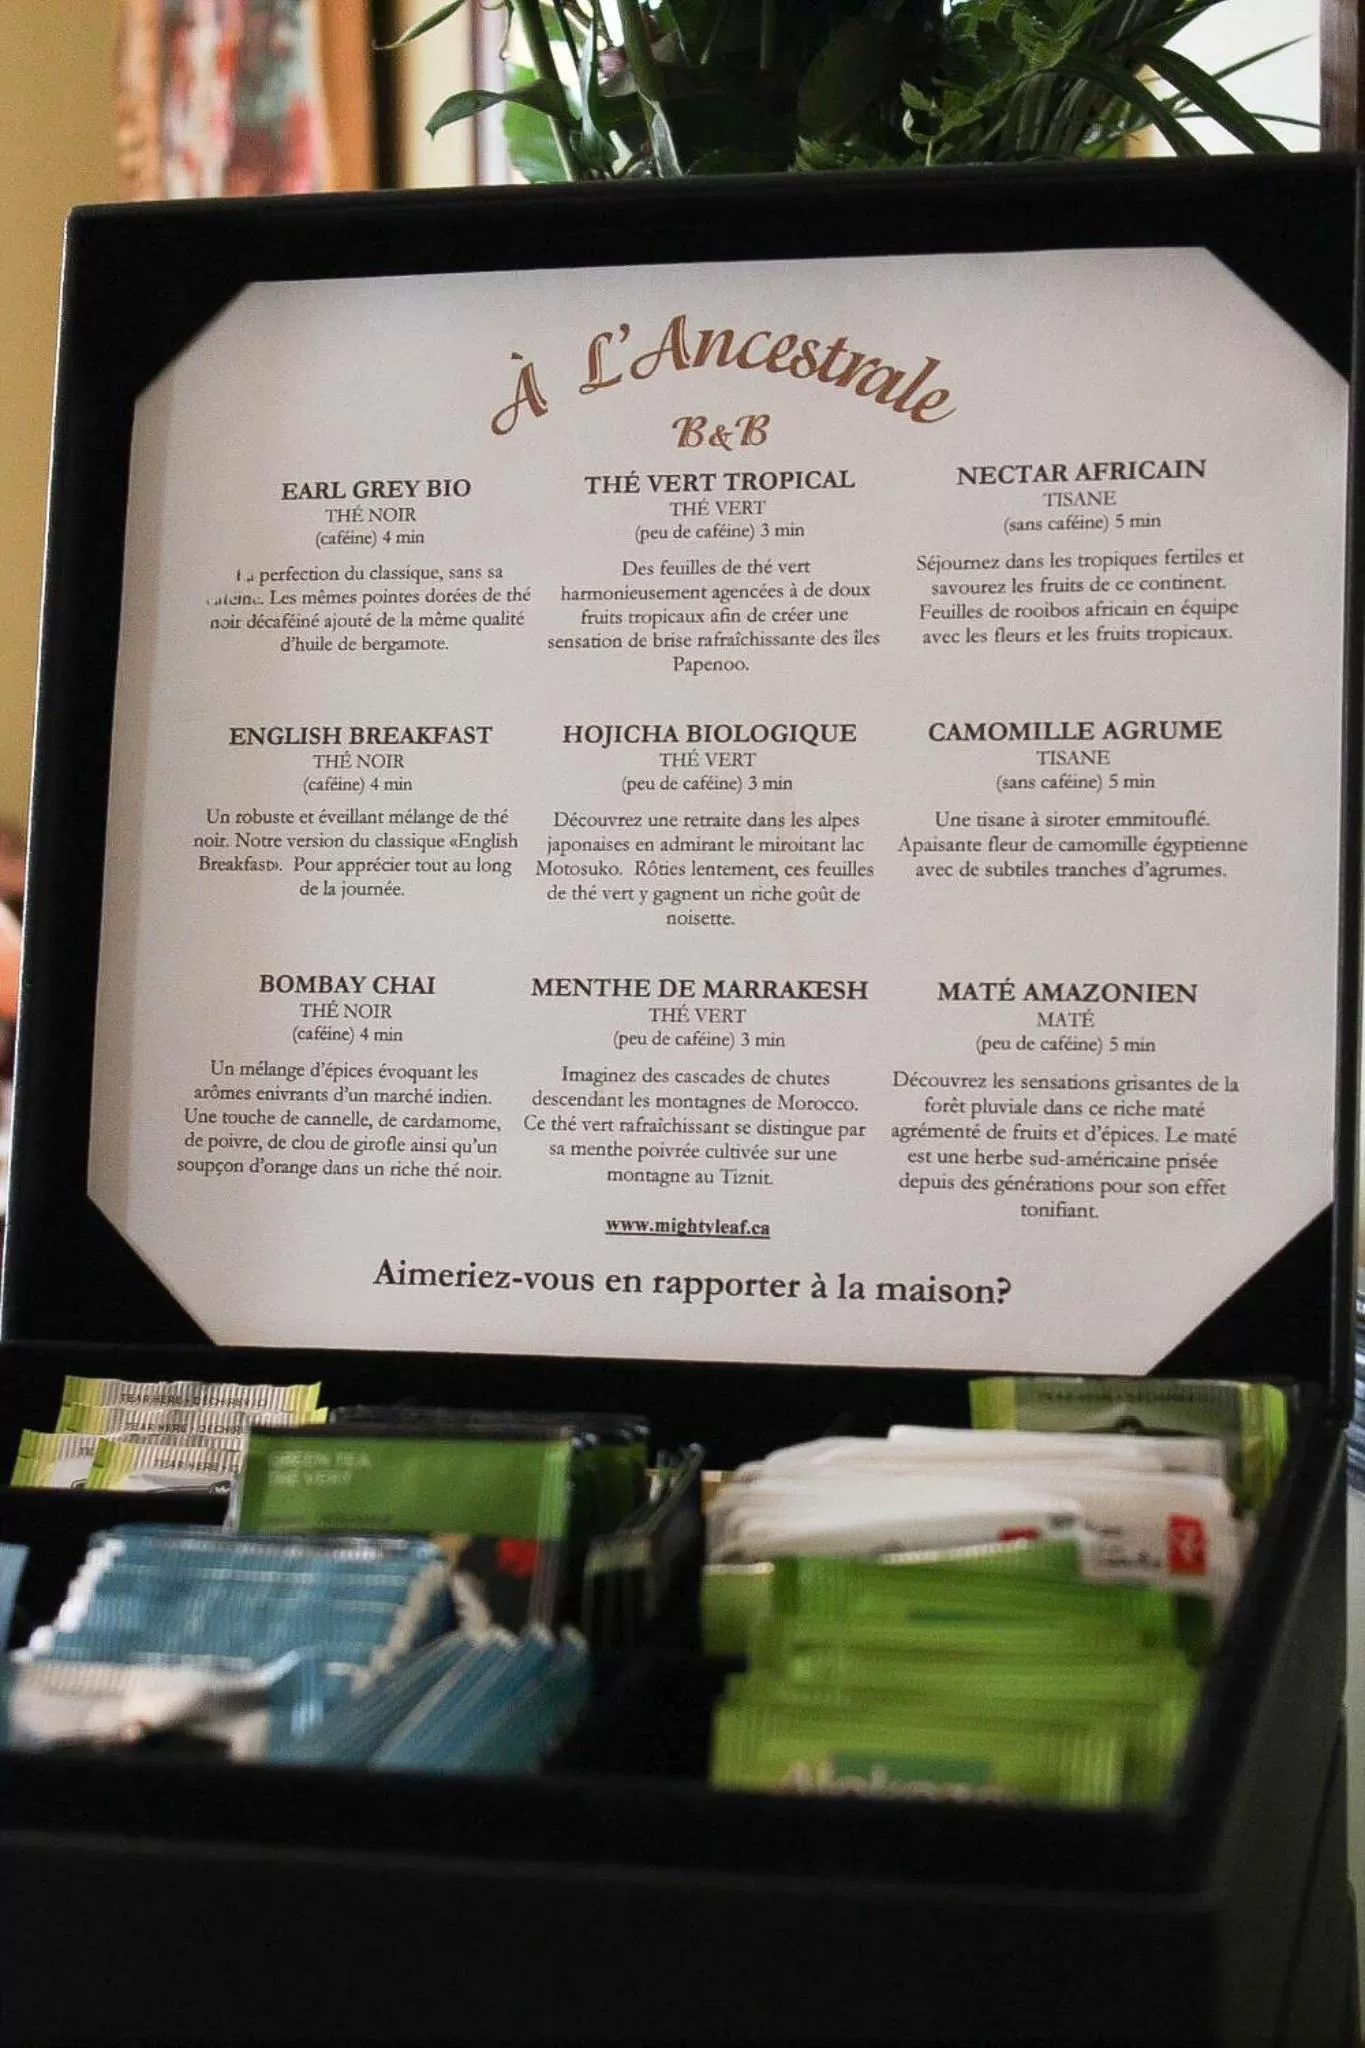 À L'Ancestrale
B&B
EARL GREY BIO
THÉ NOIR
(caféine) 4 min
perfection du classique, sans sa
Les mêmes pointes dorées de thé
noir décaféiné ajouté de la même qualité
d'huile de bergamote.
THÉ VERT TROPICAL
THÉ VERT
(peu de caféine) 3 min
Des feuilles de thé vert
harmonieusement agencées à de doux
fruits tropicaux afin de créer une
sensation de brise rafraîchissante des îles
Papenoo.
NECTAR AFRICAIN
TISANE
(sans caféine) 5 min
Séjournez dans les tropiques fertiles et
savourez les fruits de ce continent.
Feuilles de rooibos africain en équipe
avec les fleurs et les fruits tropicaux.
ENGLISH BREAKFAST
THÉ NOIR
(caféine) 4 min
Un robuste et éveillant mélange de thé
noir. Notre version du classique «English
Breakfast». Pour apprécier tout au long
de la journée.
HOJICHA BIOLOGIQUE
THÉ VERT
(peu de caféine) 3 min
Découvrez une retraite dans les alpes
japonaises en admirant le miroitant lac
Motosuko. Rôties lentement, ces feuilles
de thé vert y gagnent un riche goût de
noisette.
CAMOMILLE AGRUME
TISANE
(sans caféine) 5 min
Une tisane à siroter emmitouflé.
Apaisante fleur de camomille égyptienne
avec de subtiles tranches d'agrumes.
BOMBAY CHAI
THÉ NOIR
(caféine) 4 min
Un mélange d'épices évoquant les
arômes enivrants d'un marché indien.
Une touche de cannelle, de cardamome,
de poivre, de clou de girofle ainsi qu'un
soupçon d'orange dans un riche thé noir.
MENTHE DE MARRAKESH
THÉ VERT
(peu de caféine) 3 min
Imaginez des cascades de chutes
descendant les montagnes de Morocco.
Ce thé vert rafraîchissant se distingue par
sa menthe poivrée cultivée sur une
montagne au Tiznit.
MATÉ AMAZONIEN
MATÉ
(peu de caféine) 5 min
Découvrez les sensations grisantes de la
forêt pluviale dans ce riche maté
agrémenté de fruits et d'épices. Le maté
est une herbe sud-américaine prisée
depuis des générations pour son effet
tonifiant.
www.mightyleaf.ca
Aimeriez-vous en rapporter à la maison?
TEAR HERE • DÉCHIRER ICI
TEAR HERE • DÉCHIR
TEAR HERE
GREEN TEA
THÉ VERT